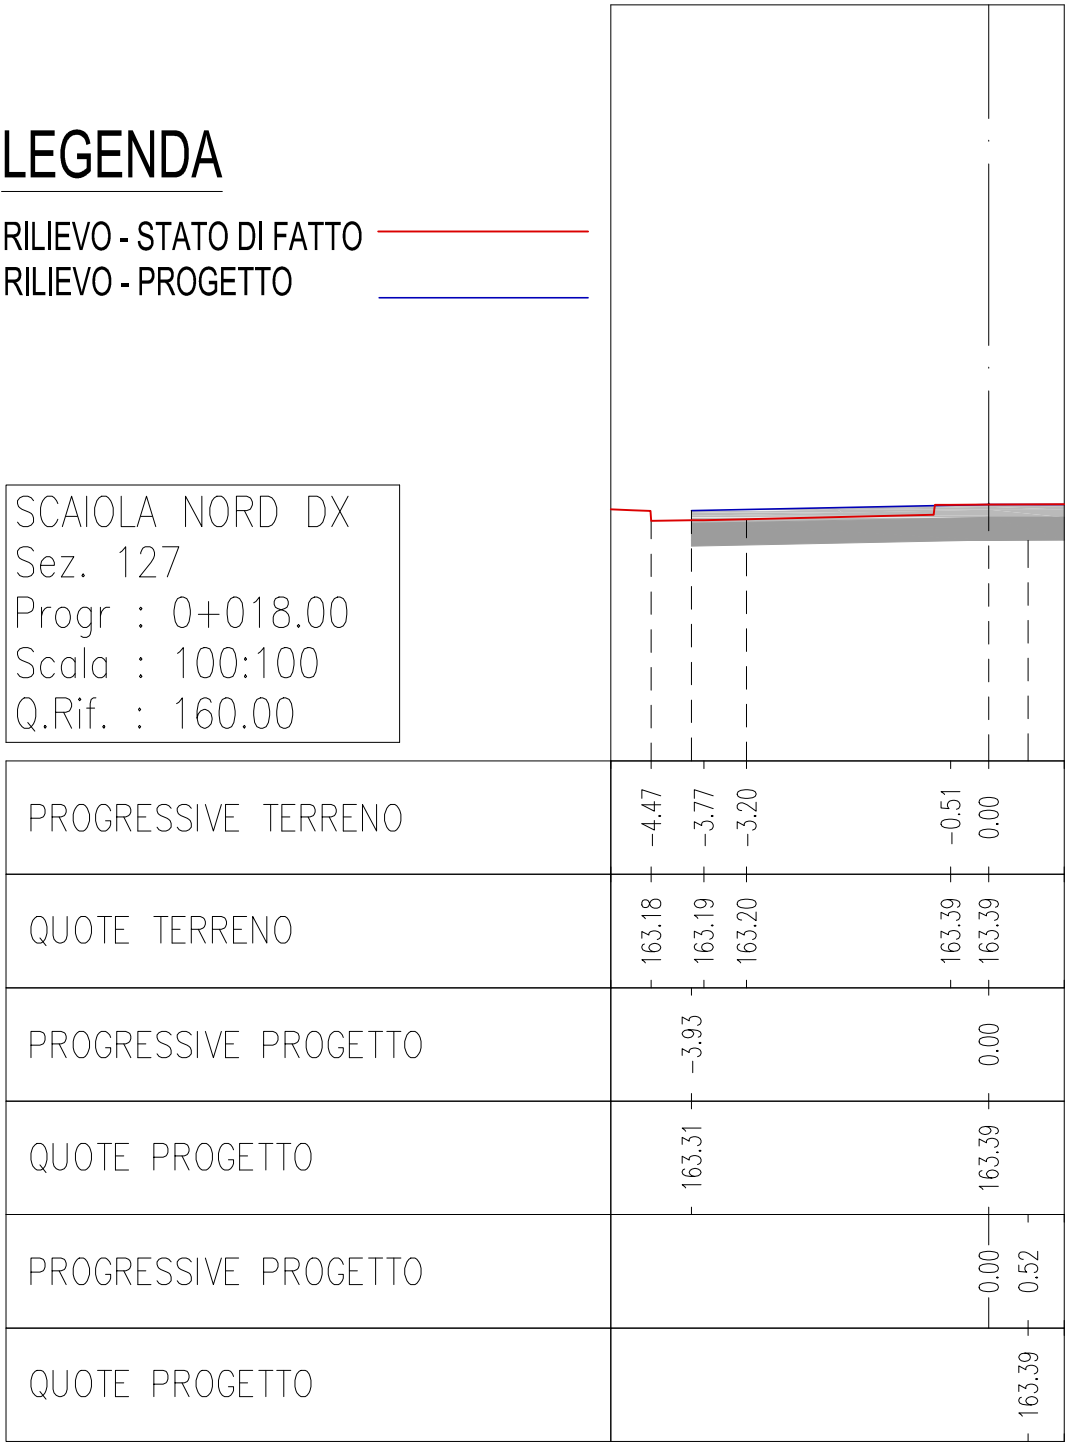 LEGENDA
RILIEVO - STATO DI FATTO
RILIEVO - PROGETTO
SCAIOLA NORD DX
Sez. 127
Progr : 0+018.00
Scala : 100:100
Q.Rif. : 160.00
PROGRESSIVE TERRENO -4.47 -3.77 -3.20 -0.51 0.00
QUOTE TERRENO 163.18 163.19 163.20 163.39 163.39
PROGRESSIVE PROGETTO -3.93 0.00
QUOTE PROGETTO 163.31 163.39
PROGRESSIVE PROGETTO 0.00 0.52
QUOTE PROGETTO 163.39